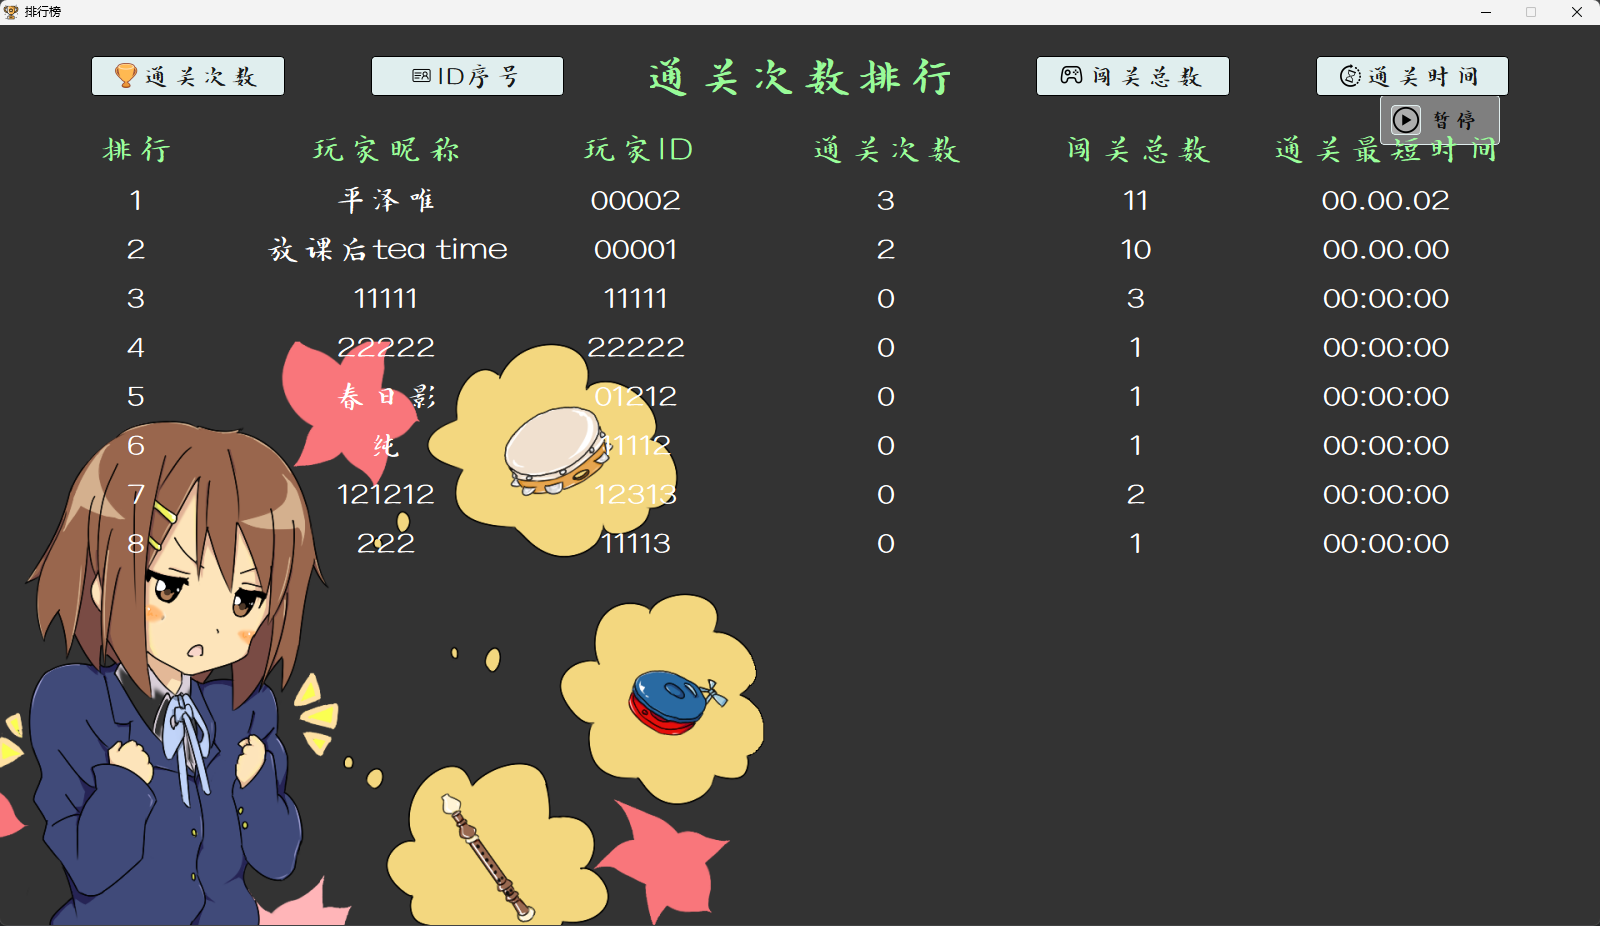 排行榜
通关次数 ID序号 通关次数排行 闯关总数 通关时间
暂停
排行 玩家昵称 玩家ID 通关次数 闯关总数 通关最短时间
1 平泽唯 00002 3 11 00.00.02
2 放课后tea time 00001 2 10 00.00.00
3 11111 11111 0 3 00:00:00
4 22222 22222 0 1 00:00:00
5 春日影 01212 0 1 00:00:00
6 纯 11112 0 1 00:00:00
7 121212 12313 0 2 00:00:00
8 222 11113 0 1 00:00:00